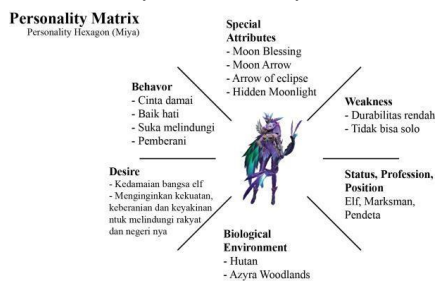 Personality Matrix
Personality Hexagon (Miya)
Special
Attributes
- Moon Blessing
- Moon Arrow
- Arrow of eclipse
- Hidden Moonlight
Behavor
- Cinta damai
- Baik hati
- Suka melindungi
- Pemberani
Weakness
- Durabilitas rendah
- Tidak bisa solo
Desire
- Kedamaian bangsa elf
- Menginginkan kekuatan,
keberanian dan keyakinan
ntuk melindungi rakyat
dan negeri nya
Status, Profession,
Position
Elf, Marksman,
Pendeta
Biological
Environment
- Hutan
- Azyra Woodlands